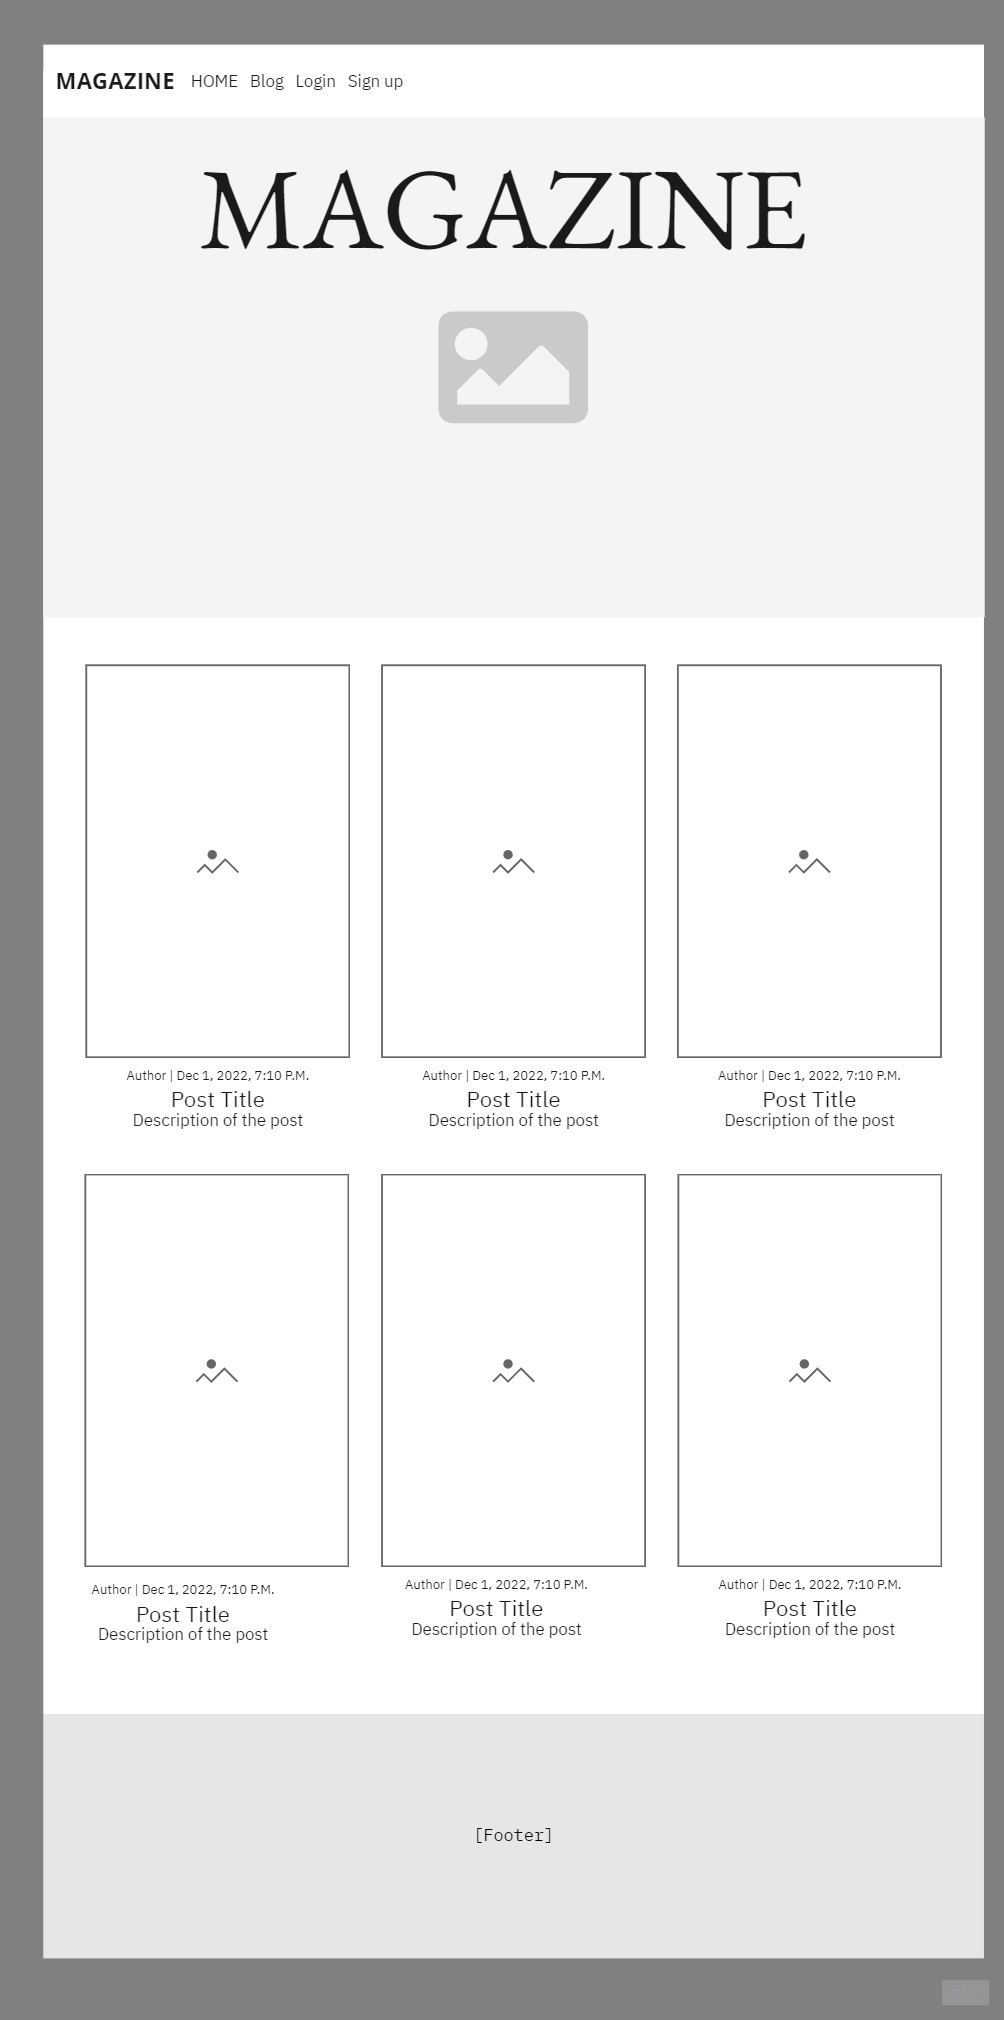 MAGAZINE HOME Blog Login Sign up
MAGAZINE
Author | Dec 1, 2022, 7:10 P.M.
Post Title
Description of the post
Author | Dec 1, 2022, 7:10 P.M.
Post Title
Description of the post
Author | Dec 1, 2022, 7:10 P.M.
Post Title
Description of the post
Author | Dec 1, 2022, 7:10 P.M.
Post Title
Description of the post
Author | Dec 1, 2022, 7:10 P.M.
Post Title
Description of the post
Author | Dec 1, 2022, 7:10 P.M.
Post Title
Description of the post
[Footer]